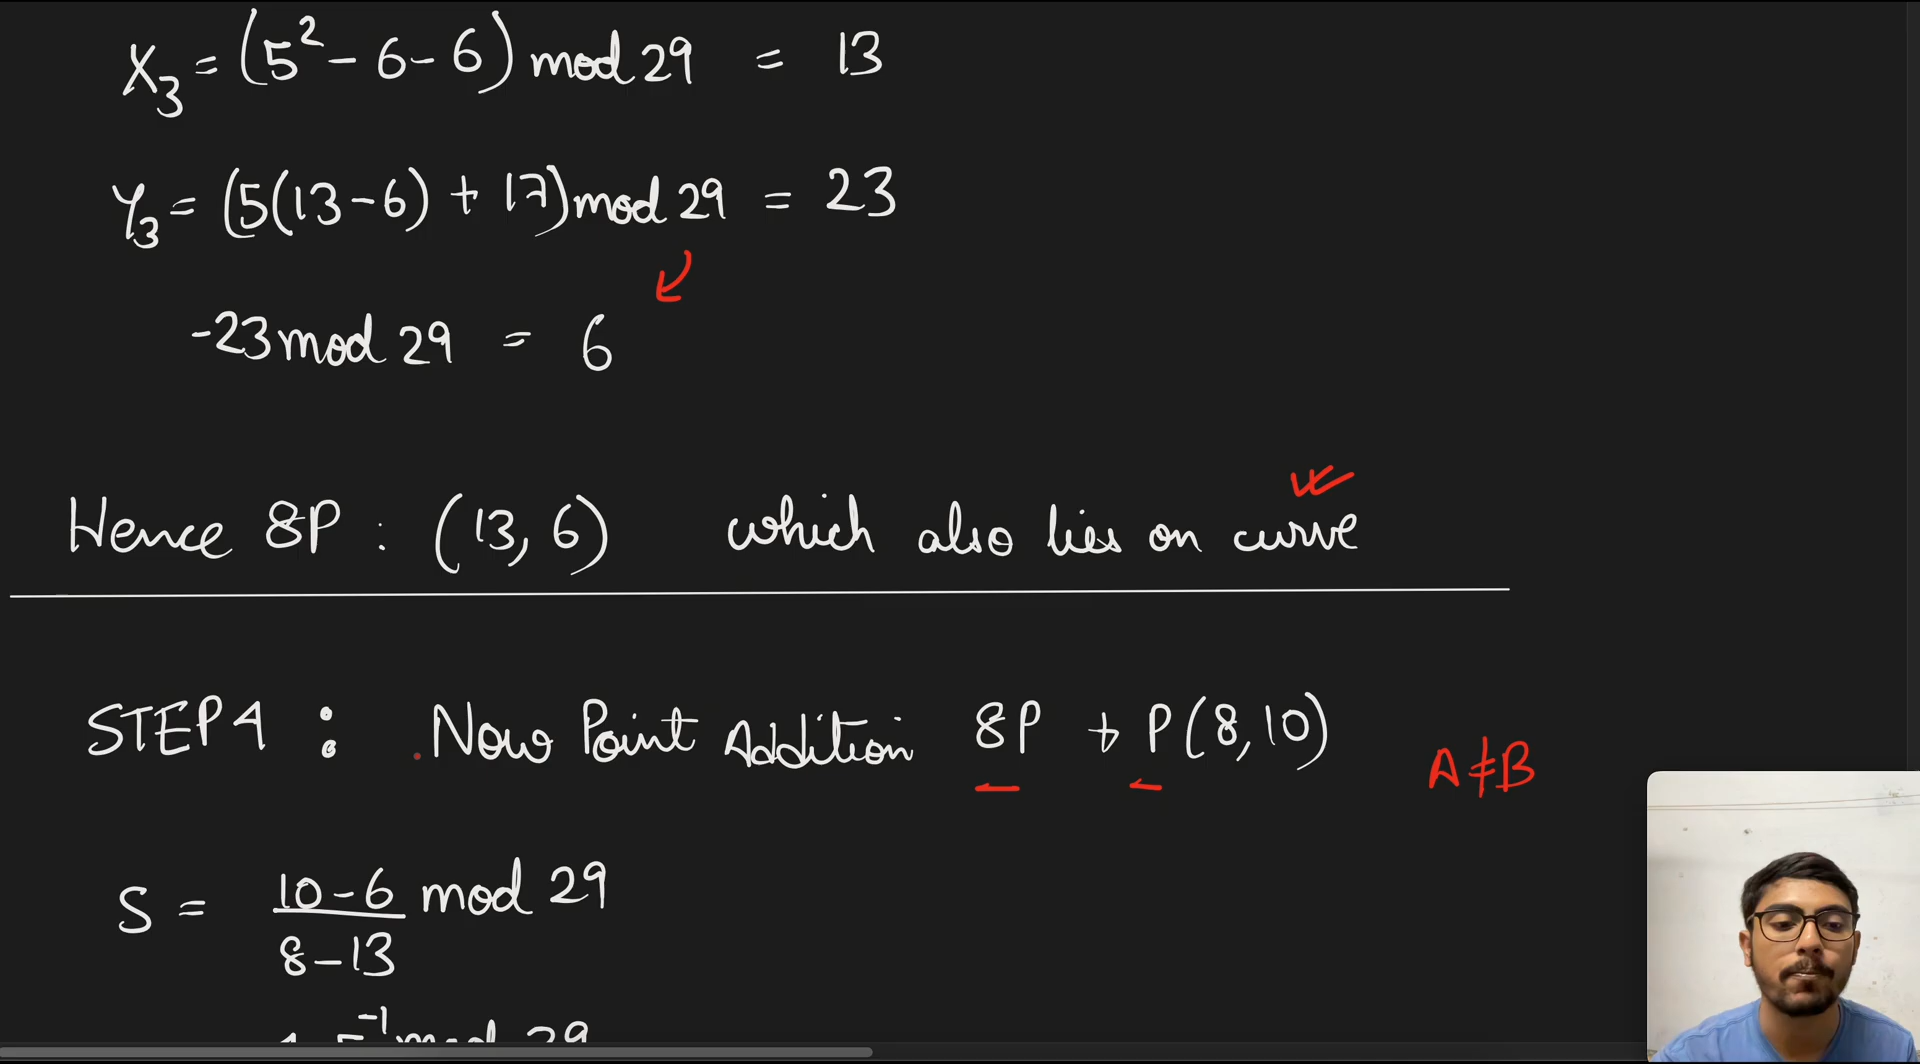 X₃ = (5² - 6 - 6) mod 29 = 13
Y₃ = (5(13-6) + 17) mod 29 = 23
-23 mod 29 = 6
Hence 8P : (13, 6) which also lies on curve
STEP 4 : Now Point Addition 8P + P(8,10) A ≠ B
S = 10-6 mod 29
8-13
mod 29